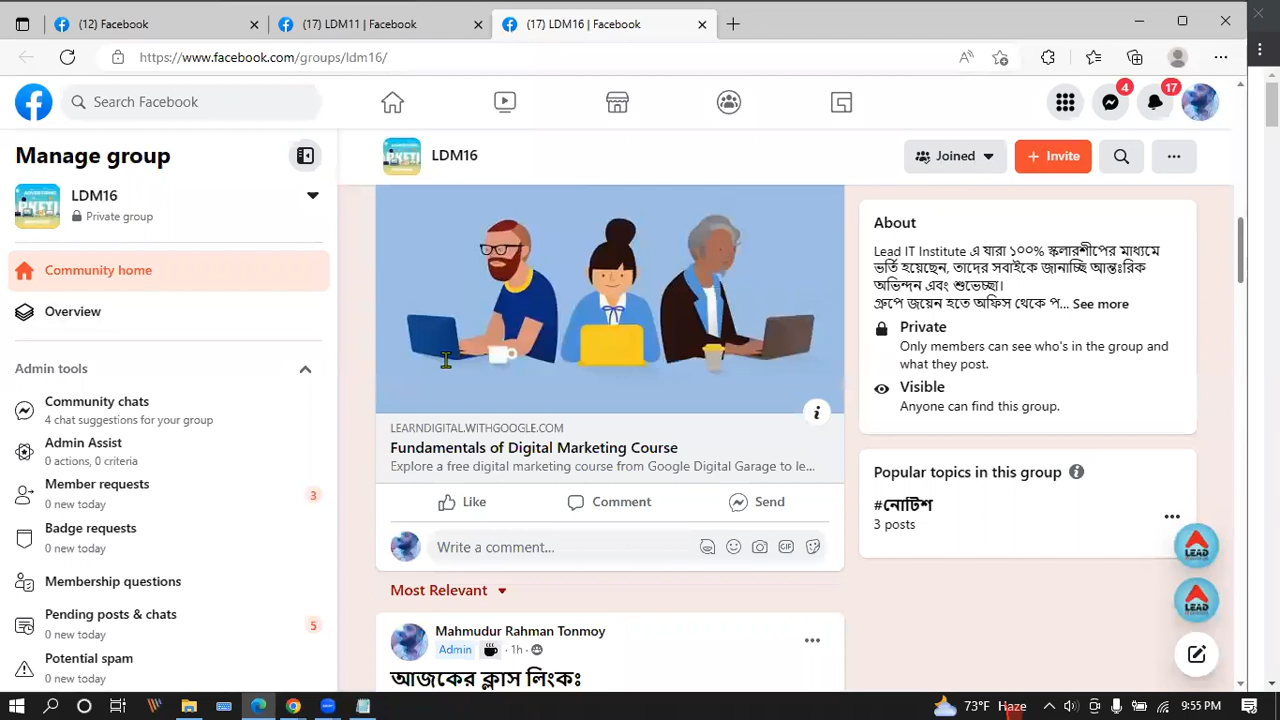 (12) Facebook
(17) LDM11 | Facebook
(17) LDM16 | Facebook
https://www.facebook.com/groups/ldm16/
Search Facebook
4
17
Manage group
LDM16
Private group
Community home
Overview
Admin tools
Community chats
4 chat suggestions for your group
Admin Assist
0 actions, 0 criteria
Member requests
0 new today
3
Badge requests
0 new today
Membership questions
Pending posts & chats
0 new today
5
Potential spam
0 new today
LDM16
Joined
+ Invite
LEARNDIGITAL.WITHGOOGLE.COM
Fundamentals of Digital Marketing Course
Explore a free digital marketing course from Google Digital Garage to le...
Like
Comment
Send
Write a comment...
GIF
Most Relevant
Mahmudur Rahman Tonmoy
Admin
· 1h ·
আজকের ক্লাস লিংকঃ
About
Lead IT Institute এ যারা ১০০% স্কলারশীপের মাধ্যমে
ভর্তি হয়েছেন, তাদের সবাইকে জানাচ্ছি আন্তঃরিক
অভিন্দন এবং শুভেচ্ছা।
গ্রুপে জয়েন হতে অফিস থেকে প... See more
Private
Only members can see who's in the group and
what they post.
Visible
Anyone can find this group.
Popular topics in this group
#নোটিশ
3 posts
LEAD
LEAD
73°F Haze
9:55 PM